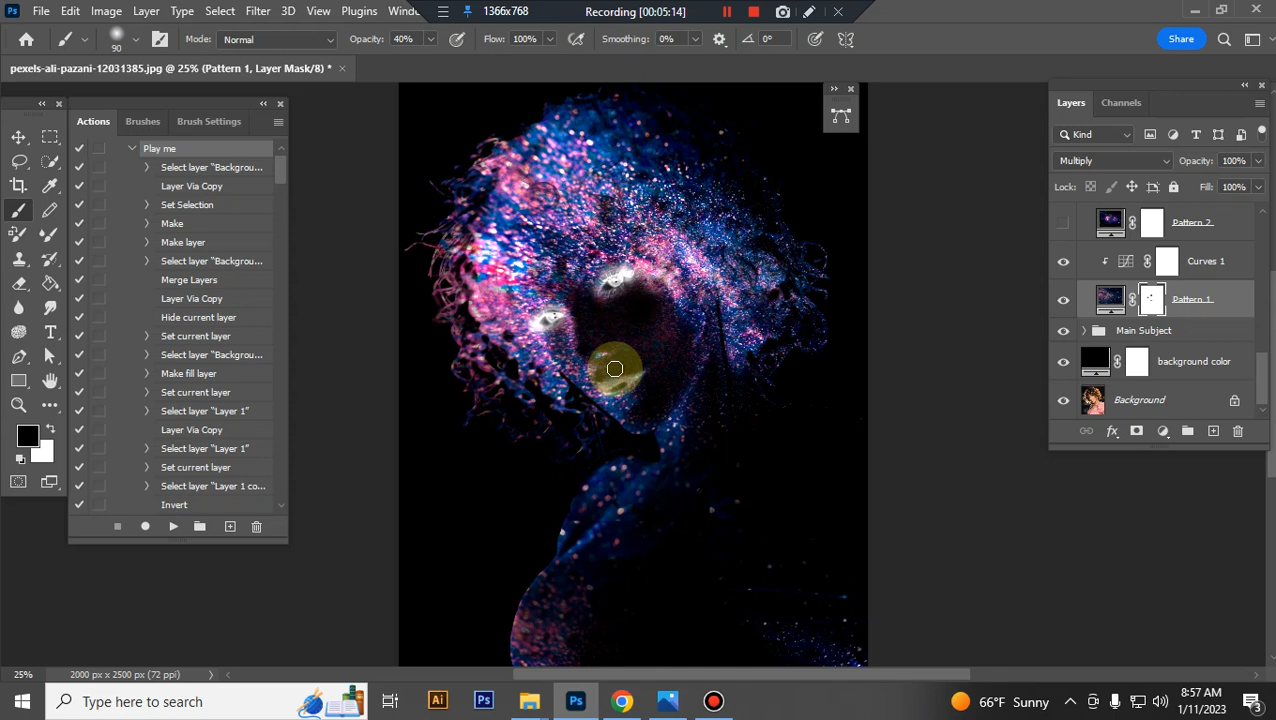 Ps File Edit Image Layer Type Select Filter 3D View Plugins Windo
1366x768 Recording [00:05:14]
90 Mode: Normal Opacity: 40% Flow: 100% Smoothing: 0% 0° Share
pexels-ali-pazani-12031385.jpg @ 25% (Pattern 1, Layer Mask/8) *
Actions Brushes Brush Settings
Play me
Select layer "Backgrou...
Layer Via Copy
Set Selection
Make
Make layer
Select layer "Backgrou...
Merge Layers
Layer Via Copy
Hide current layer
Set current layer
Select layer "Backgrou...
Make fill layer
Set current layer
Select layer "Layer 1"
Layer Via Copy
Select layer "Layer 1"
Set current layer
Select layer "Layer 1 co...
Invert
Layers Channels
Kind
Multiply Opacity: 100%
Lock: Fill: 100%
Pattern 2
Curves 1
Pattern 1
Main Subject
background color
Background
fx
25% 2000 px x 2500 px (72 ppi)
Type here to search
Ai Ps Ps
66°F Sunny
8:57 AM
1/11/2023
3